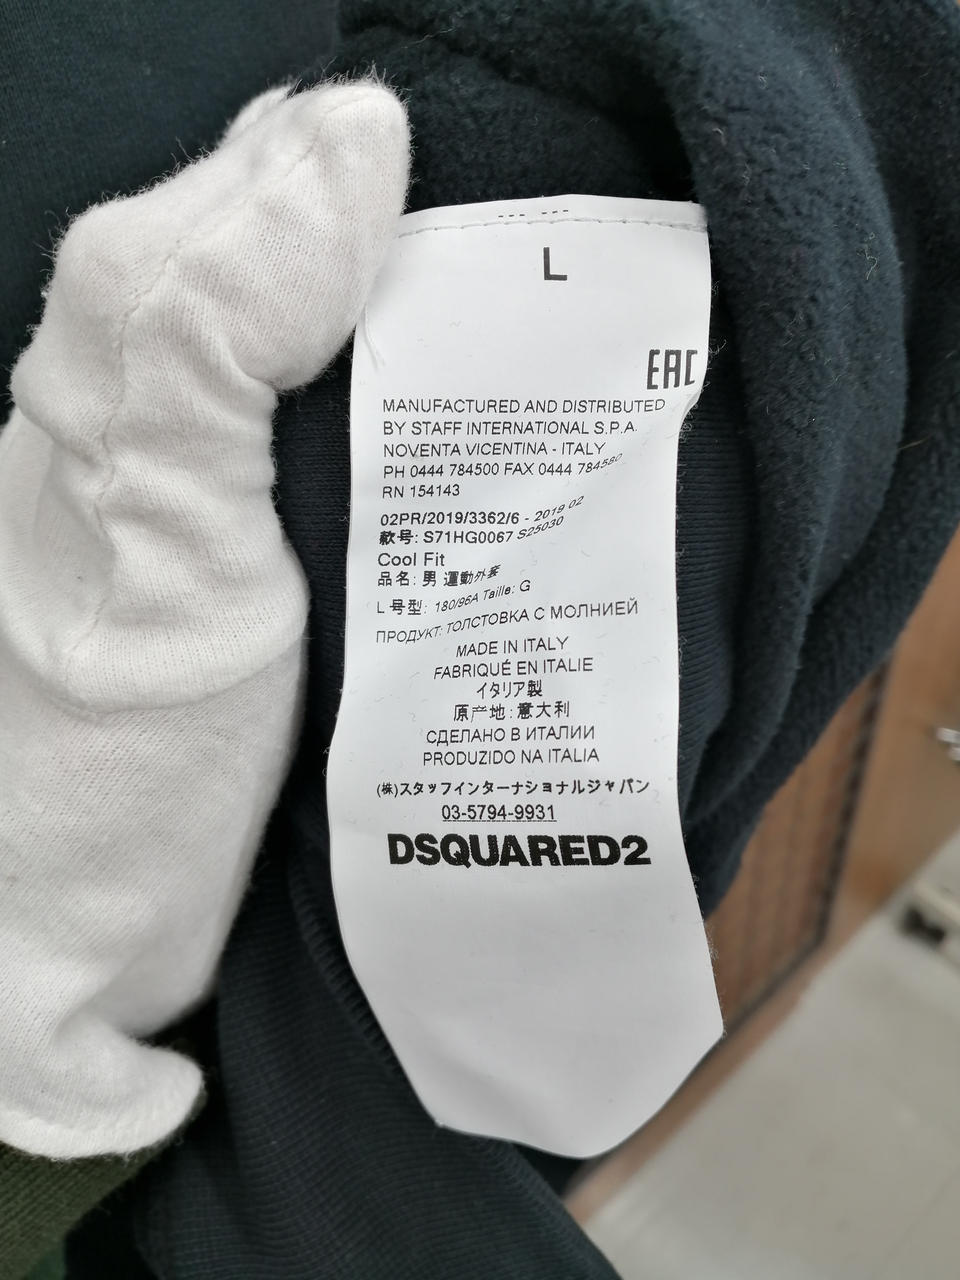 L
EAC
MANUFACTURED AND DISTRIBUTED
BY STAFF INTERNATIONAL S.P.A.
NOVENTA VICENTINA - ITALY
PH 0444 784500 FAX 0444 784580
RN 154143
02PR/2019/3362/6 - 2019 02
款号: S71HG0067 S25030
Cool Fit
品名: 男 運動外套
L 号型: 180/96A Taille: G
ПРОДУКТ: ТОЛСТОВКА С МОЛНИЕЙ
MADE IN ITALY
FABRIQUÉ EN ITALIE
イタリア製
原产地: 意大利
СДЕЛАНО В ИТАЛИИ
PRODUZIDO NA ITALIA
(株)スタッフインターナショナルジャパン
03-5794-9931
DSQUARED2